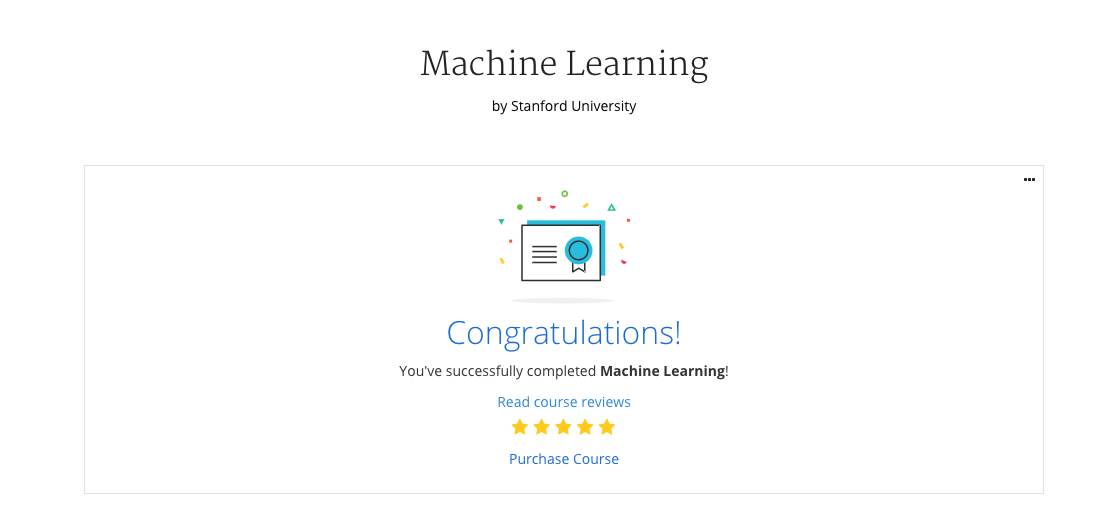 Machine Learning
by Stanford University
Congratulations!
You've successfully completed Machine Learning!
Read course reviews
Purchase Course